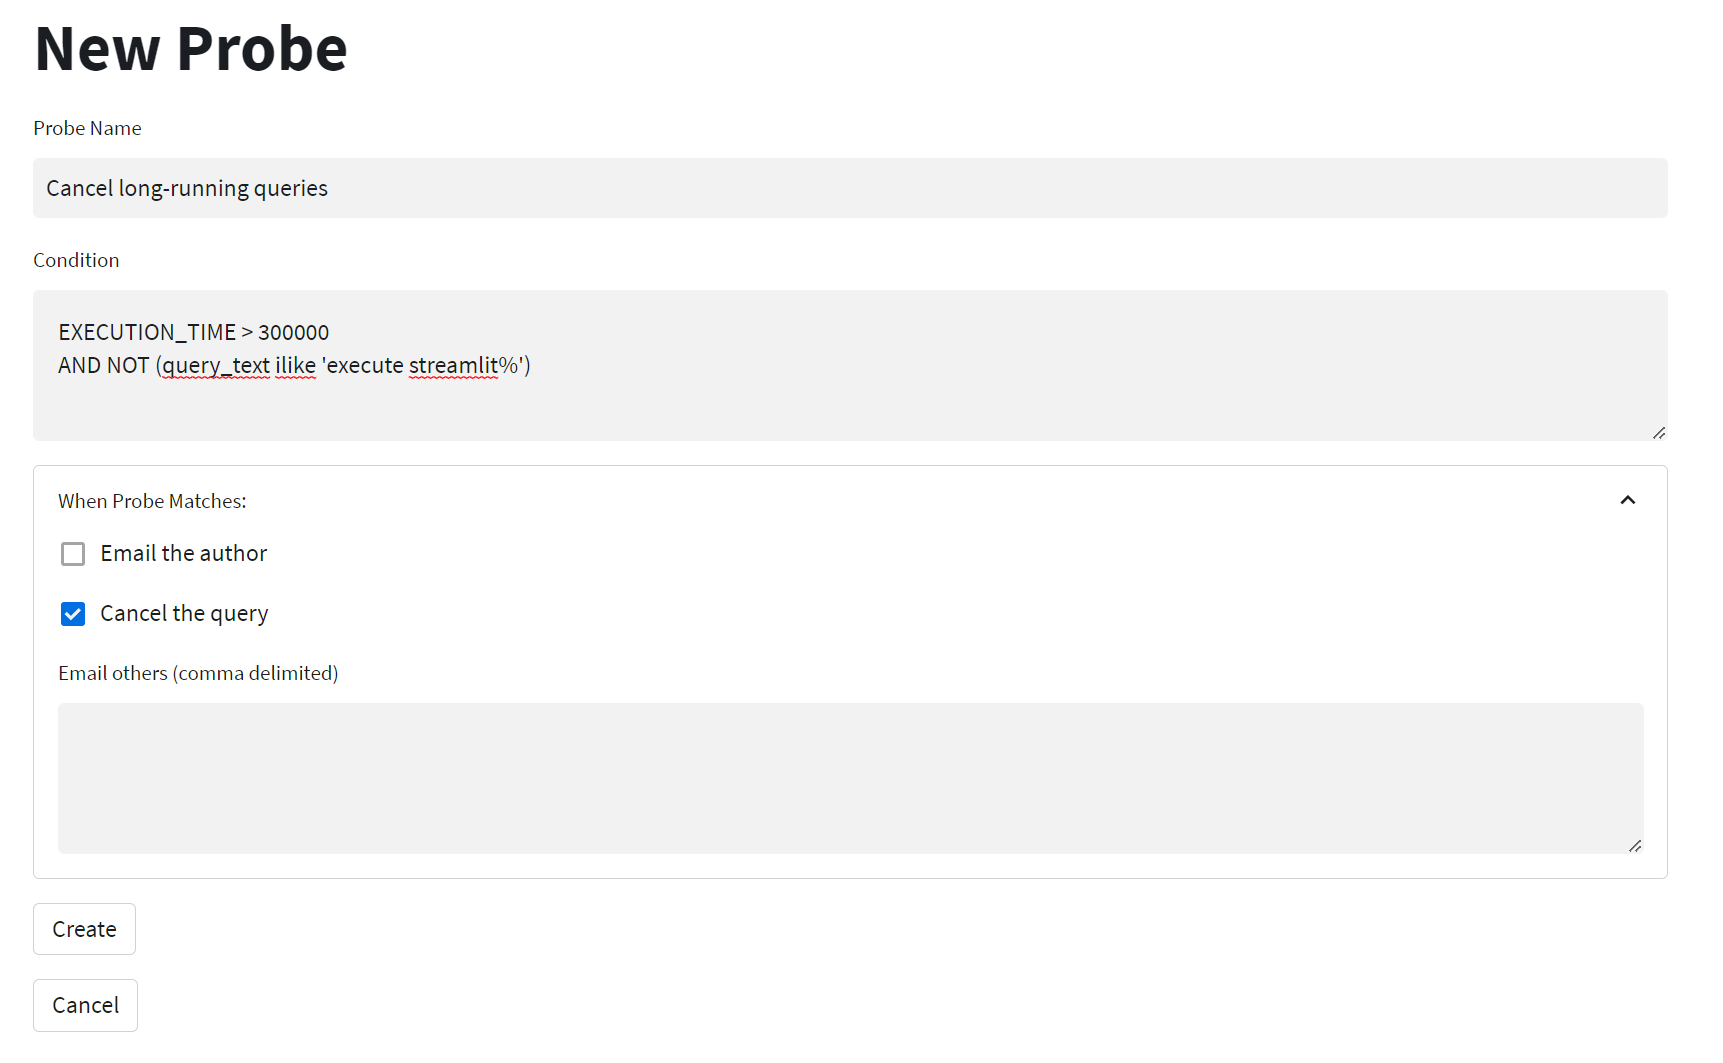 New Probe
Probe Name
Cancel long-running queries
Condition
EXECUTION_TIME > 300000
AND NOT (query_text ilike 'execute streamlit%')
When Probe Matches:
Email the author
Cancel the query
Email others (comma delimited)
Create
Cancel